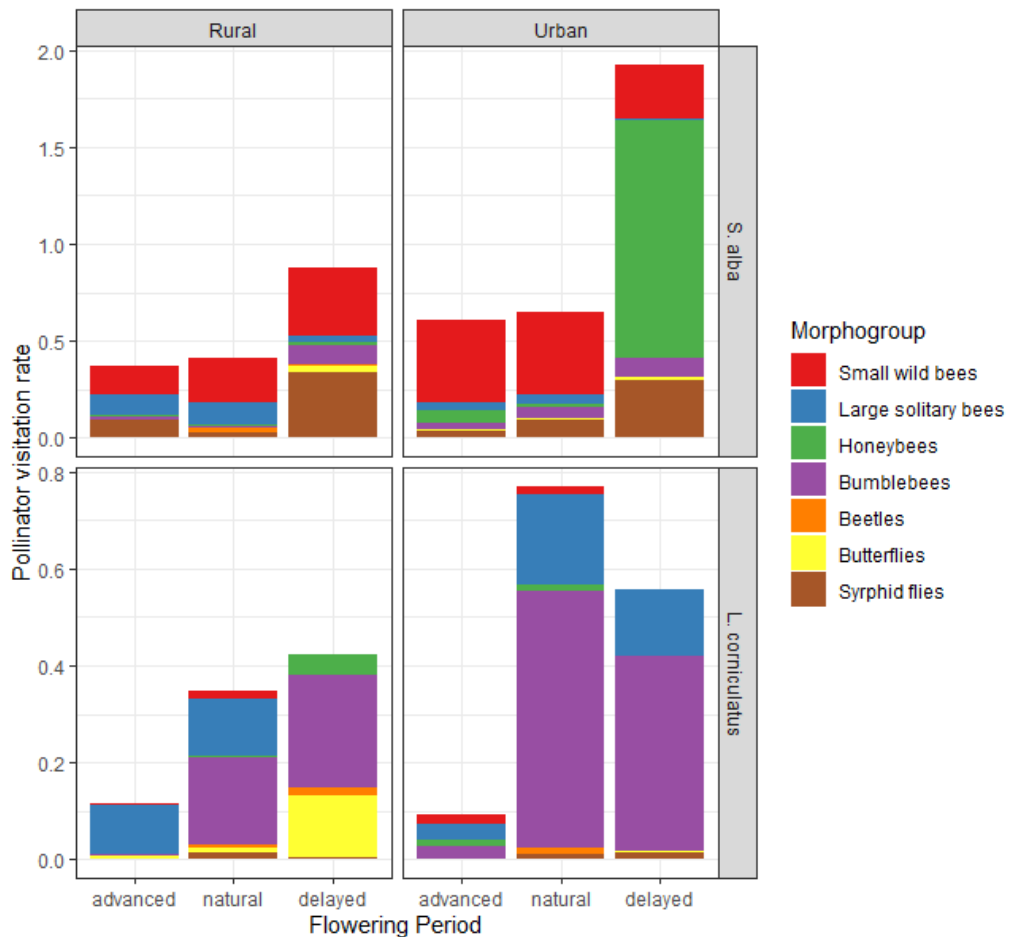 Rural
Urban
2.0
1.5
1.0
0.5
0.0
S. alba
0.8
0.6
0.4
0.2
0.0
L. corniculatus
Pollinator visitation rate
advanced natural delayed
advanced natural delayed
Flowering Period
Morphogroup
Small wild bees
Large solitary bees
Honeybees
Bumblebees
Beetles
Butterflies
Syrphid flies